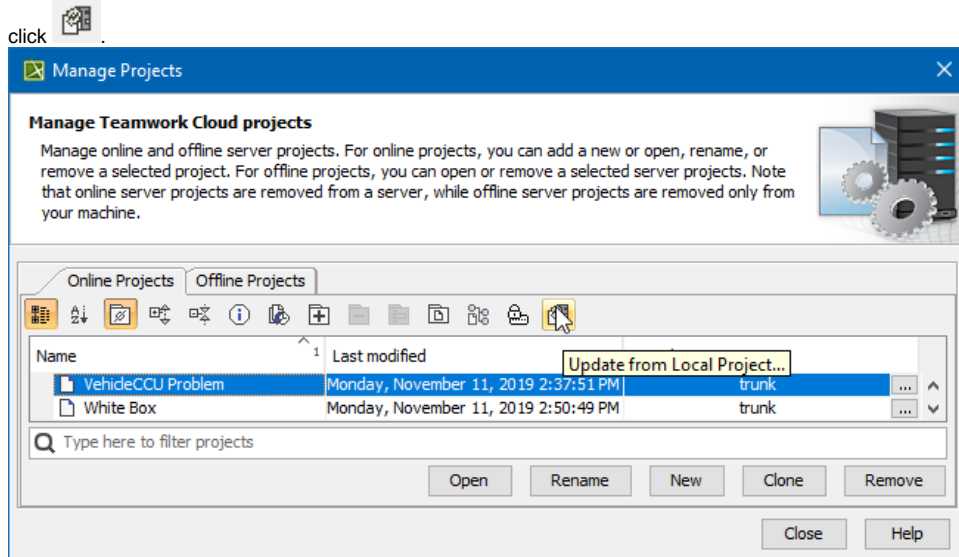 click .
Manage Projects
Manage Teamwork Cloud projects
Manage online and offline server projects. For online projects, you can add a new or open, rename, or
remove a selected project. For offline projects, you can open or remove a selected server projects. Note
that online server projects are removed from a server, while offline server projects are removed only from
your machine.
Online Projects Offline Projects
Name 1 Last modified
Update from Local Project...
VehicleCCU Problem Monday, November 11, 2019 2:37:51 PM trunk ...
White Box Monday, November 11, 2019 2:50:49 PM trunk ...
Type here to filter projects
Open Rename New Clone Remove
Close Help